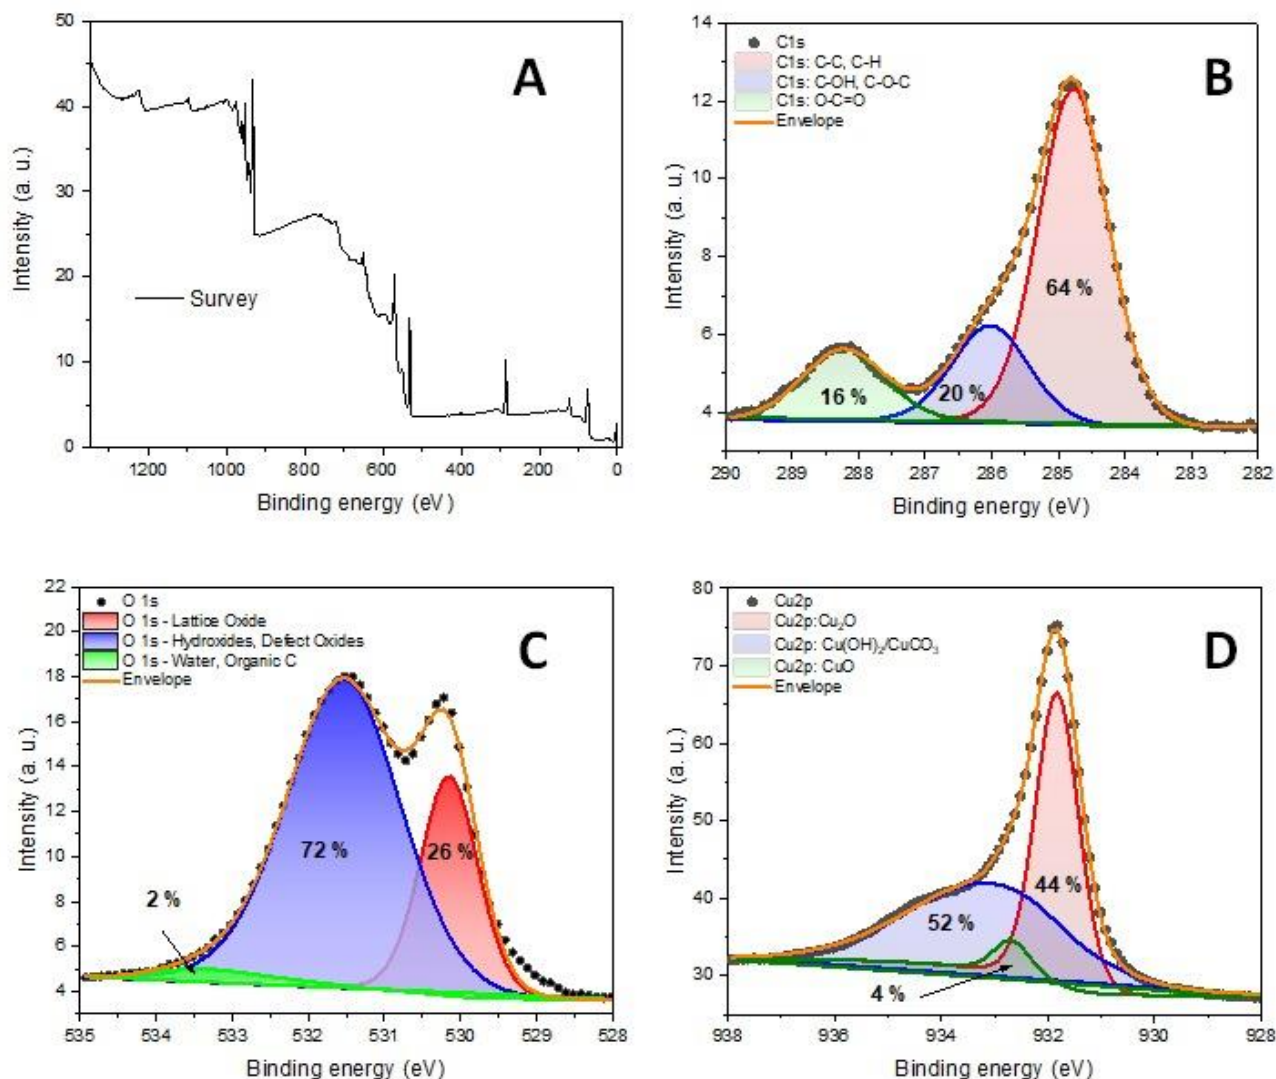 A
Intensity (a. u.)
50
40
30
20
10
0
Survey
1200 1000 800 600 400 200 0
Binding energy (eV)
B
Intensity (a. u.)
14
12
10
8
6
4
C1s
C1s: C-C, C-H
C1s: C-OH, C-O-C
C1s: O-C=O
Envelope
64 %
20 %
16 %
290 289 288 287 286 285 284 283 282
Binding energy (eV)
C
Intensity (a. u.)
22
20
18
16
14
12
10
8
6
4
O 1s
O 1s - Lattice Oxide
O 1s - Hydroxides, Defect Oxides
O 1s - Water, Organic C
Envelope
72 %
26 %
2 %
535 534 533 532 531 530 529 528
Binding energy (eV)
D
Intensity (a. u.)
80
70
60
50
40
30
Cu2p
Cu2p:Cu₂O
Cu2p: Cu(OH)₂/CuCO₃
Cu2p: CuO
Envelope
44 %
52 %
4 %
938 936 934 932 930 928
Binding energy (eV)